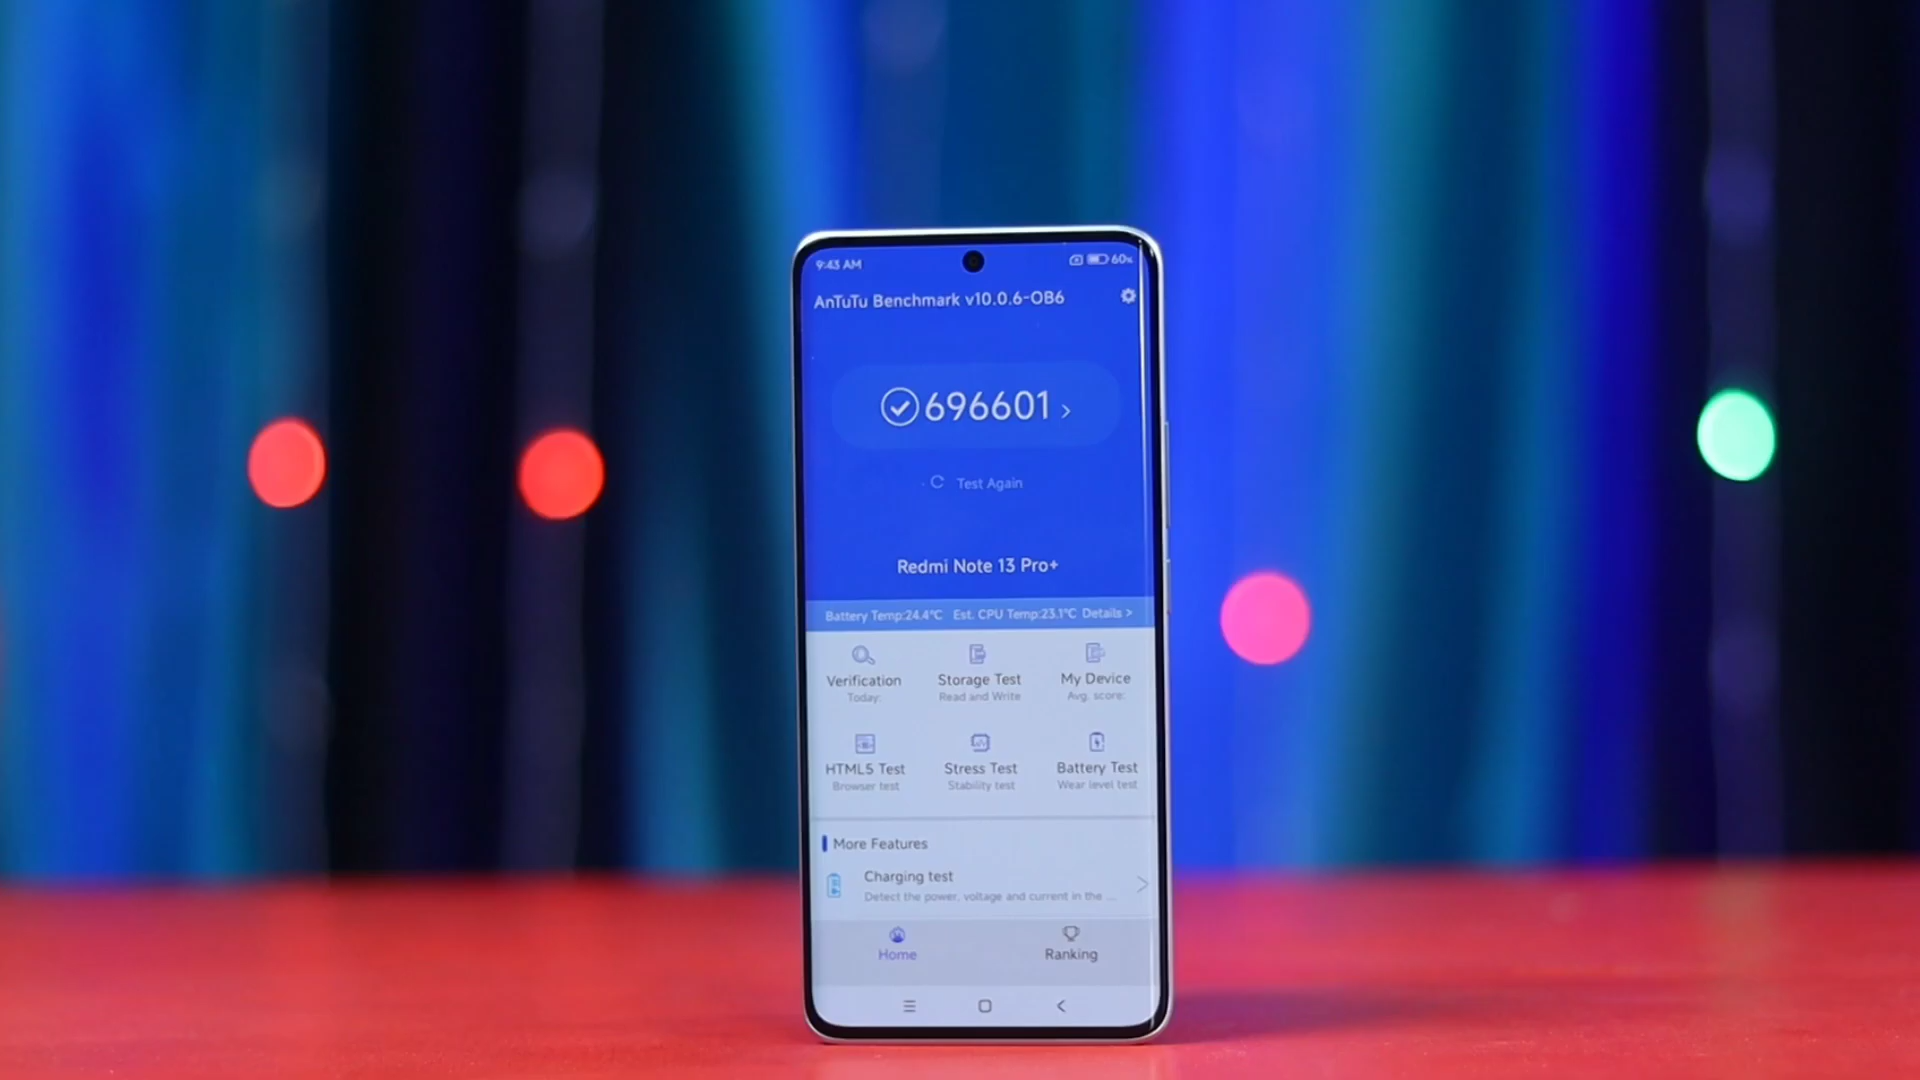 9:43 AM 60%
AnTuTu Benchmark v10.0.6-OB6
696601 >
Test Again
Redmi Note 13 Pro+
Battery Temp:24.4°C Est. CPU Temp:23.1°C Details >
Verification Storage Test My Device
Today: Read and Write Avg. score:
HTML5 Test Stress Test Battery Test
Browser test Stability test Wear level test
More Features
Charging test
Detect the power, voltage and current in the ...
Home Ranking